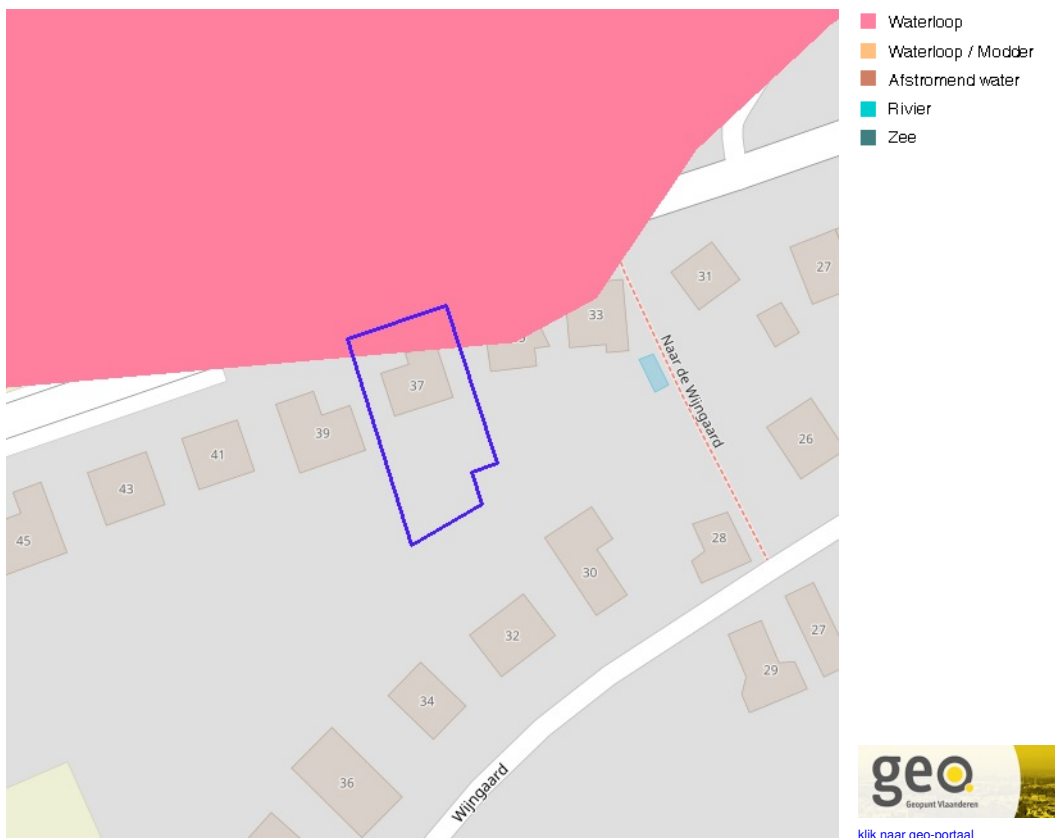 Waterloop
Waterloop / Modder
Afstromend water
Rivier
Zee
31
27
33
37
39
41
43
45
Naar de Wijngaard
26
28
30
32
34
36
27
29
Wijngaard
geo
Geopunt Vlaanderen
klik naar geo-portaal